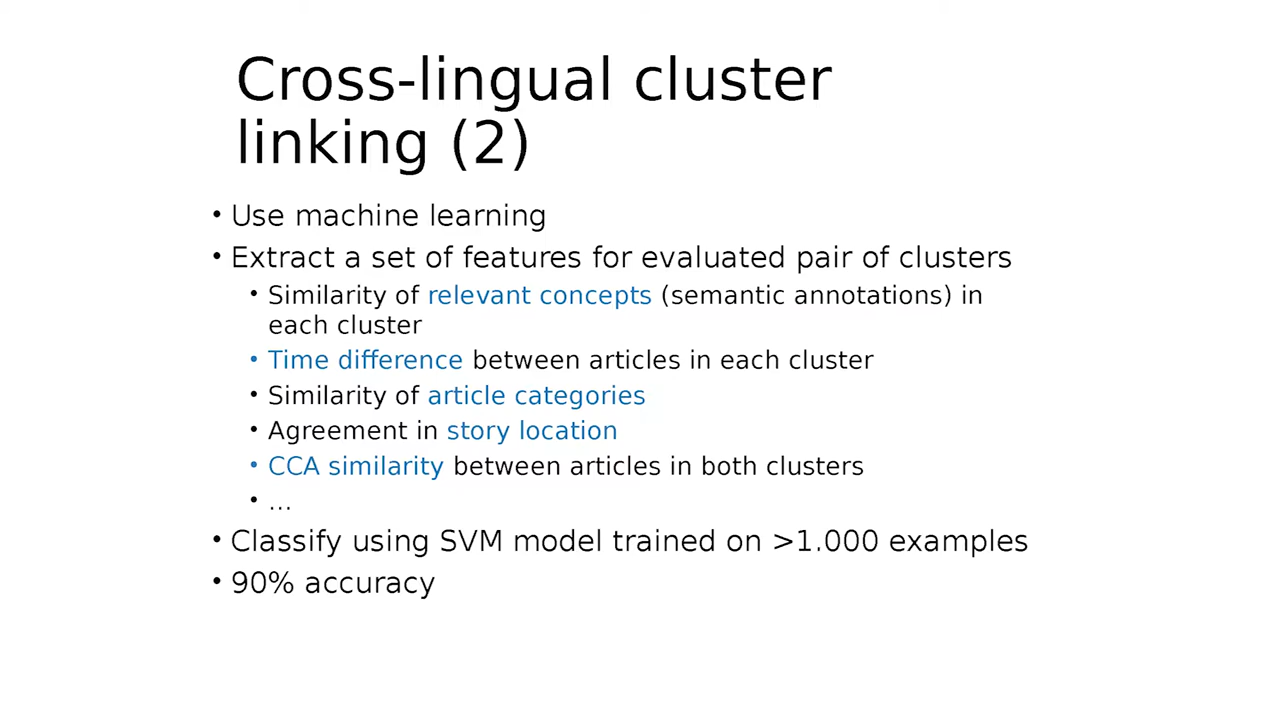 Cross-lingual cluster
linking (2)
• Use machine learning
• Extract a set of features for evaluated pair of clusters
• Similarity of relevant concepts (semantic annotations) in
each cluster
• Time difference between articles in each cluster
• Similarity of article categories
• Agreement in story location
• CCA similarity between articles in both clusters
• ...
• Classify using SVM model trained on >1.000 examples
• 90% accuracy